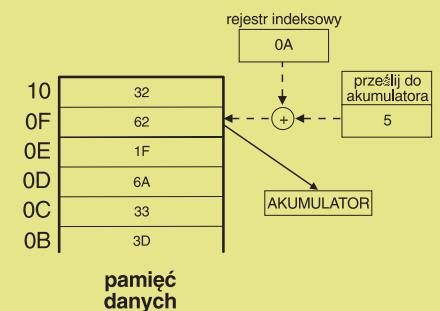 rejestr indeksowy
0A
prześlij do
akumulatora
5
+
10 32
0F 62
0E 1F
0D 6A
0C 33
0B 3D
AKUMULATOR
pamięć
danych